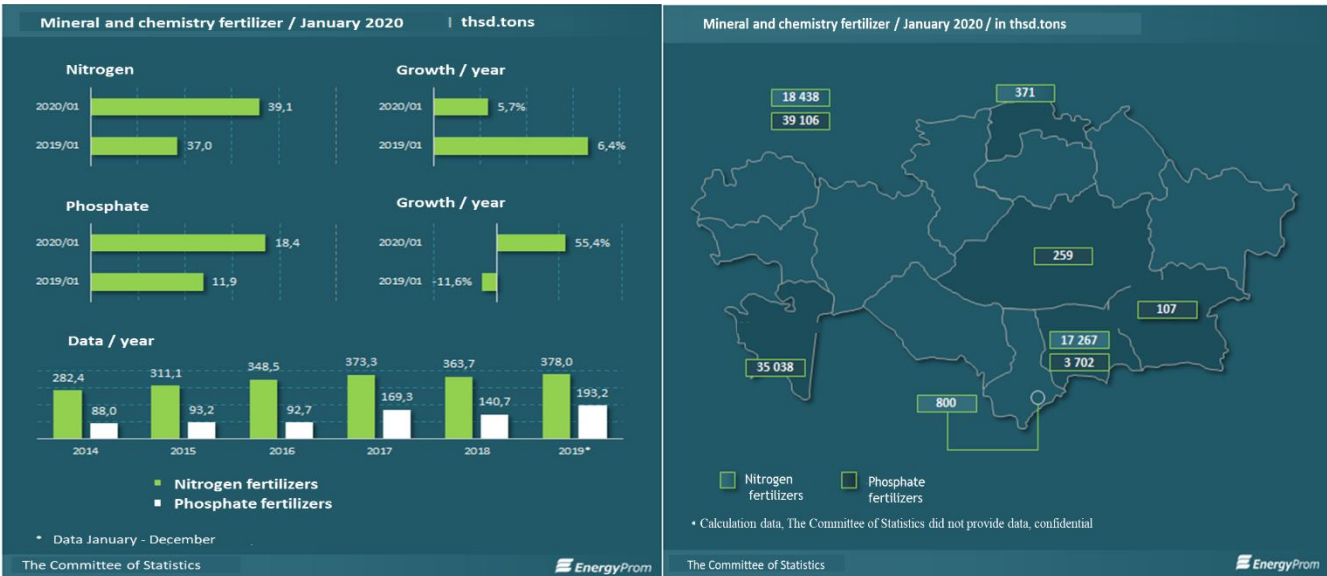 Mineral and chemistry fertilizer / January 2020 | thsd.tons
Nitrogen
2020/01 39,1
2019/01 37,0
Growth / year
2020/01 5,7%
2019/01 6,4%
Phosphate
2020/01 18,4
2019/01 11,9
Growth / year
2020/01 55,4%
2019/01 -11,6%
Data / year
282,4 88,0 311,1 93,2 348,5 92,7 373,3 169,3 363,7 140,7 378,0 193,2
2014 2015 2016 2017 2018 2019*
Nitrogen fertilizers
Phosphate fertilizers
* Data January - December
The Committee of Statistics
EnergyProm
Mineral and chemistry fertilizer / January 2020 / in thsd.tons
18 438
39 106
371
259
107
17 267
3 702
35 038
800
Nitrogen
fertilizers
Phosphate
fertilizers
* Calculation data, The Committee of Statistics did not provide data, confidential
The Committee of Statistics
EnergyProm